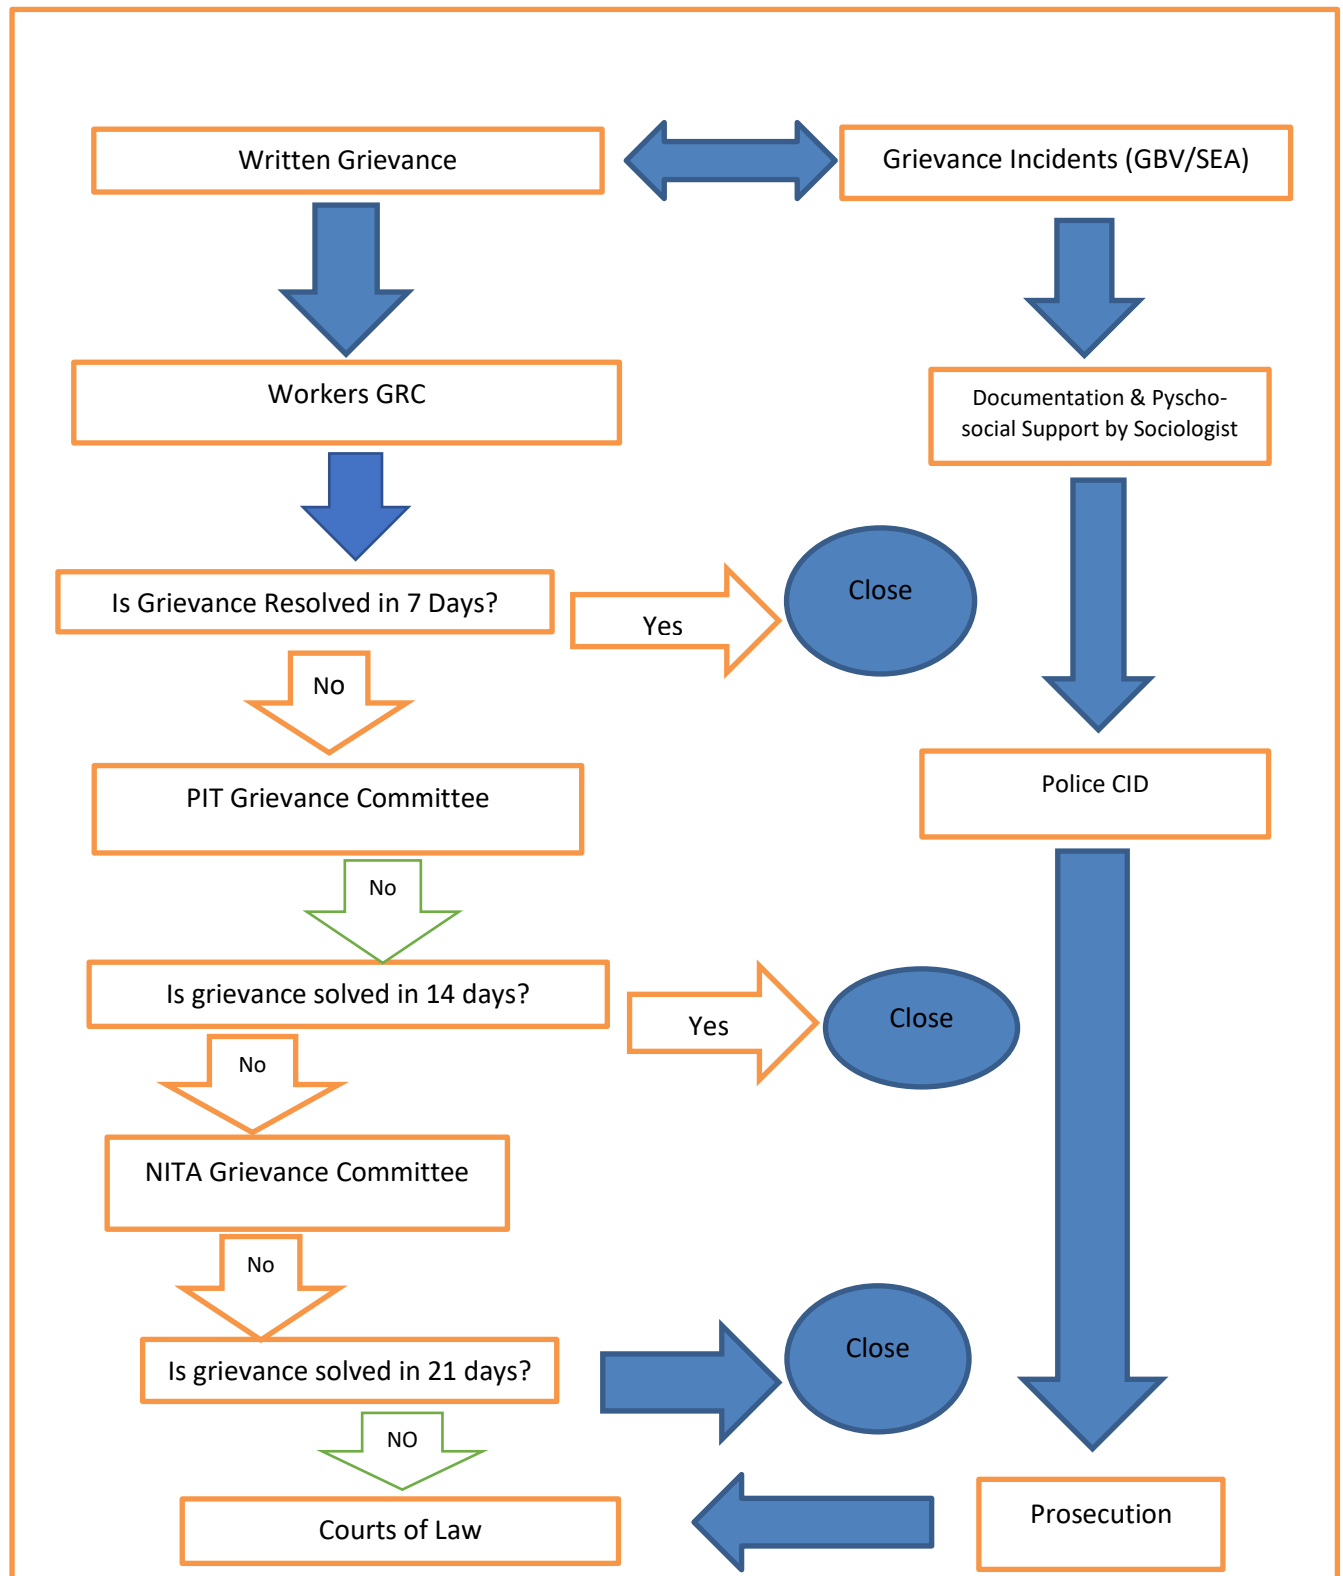 Written Grievance
Grievance Incidents (GBV/SEA)
Workers GRC
Documentation & Pyscho-
social Support by Sociologist
Is Grievance Resolved in 7 Days?
Yes
Close
No
PIT Grievance Committee
Police CID
No
Is grievance solved in 14 days?
Yes
Close
No
NITA Grievance Committee
No
Is grievance solved in 21 days?
Close
NO
Courts of Law
Prosecution